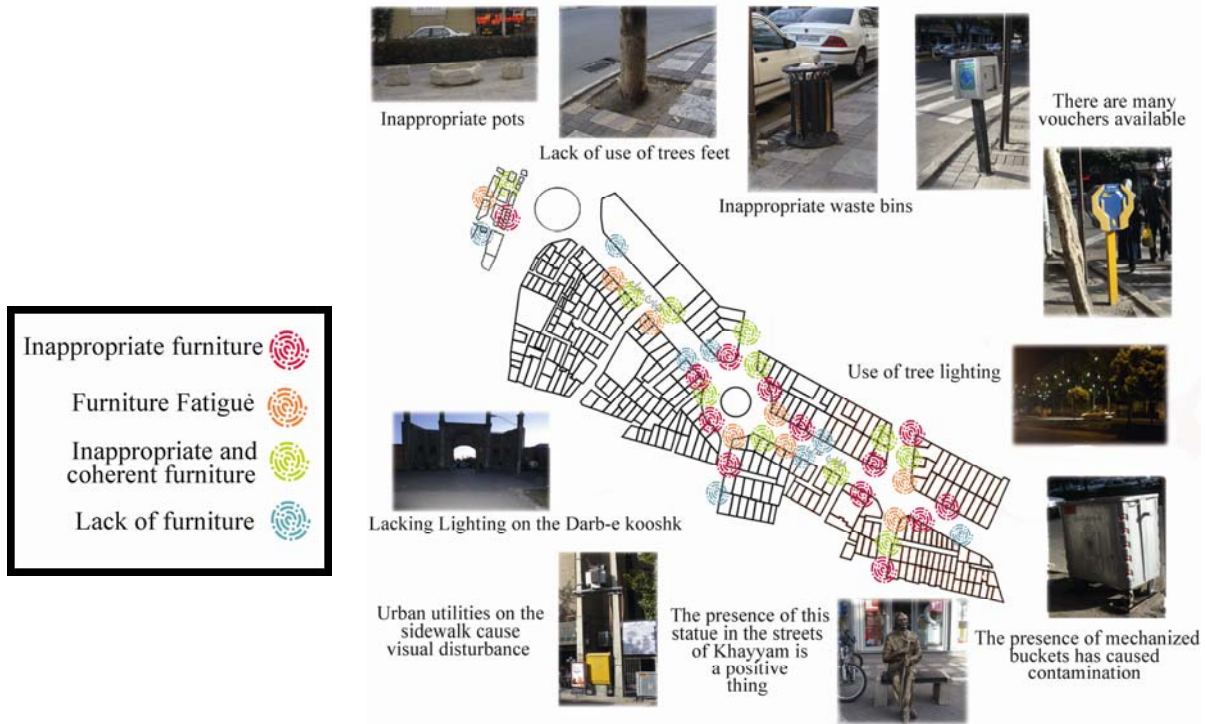 Inappropriate pots
Lack of use of trees feet
Inappropriate waste bins
There are many
vouchers available
Use of tree lighting
Inappropriate furniture
Furniture Fatigué
Inappropriate and
coherent furniture
Lack of furniture
Lacking Lighting on the Darb-e kooshk
Urban utilities on the
sidewalk cause
visual disturbance
The presence of this
statue in the streets
of Khayyam is
a positive
thing
The presence of mechanized
buckets has caused
contamination